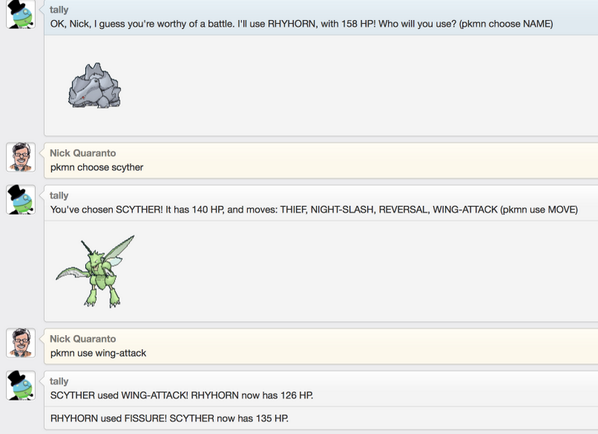 tally
OK, Nick, I guess you're worthy of a battle. I'll use RHYHORN, with 158 HP! Who will you use? (pkmn choose NAME)
Nick Quaranto
pkmn choose scyther
tally
You've chosen SCYTHER! It has 140 HP, and moves: THIEF, NIGHT-SLASH, REVERSAL, WING-ATTACK (pkmn use MOVE)
Nick Quaranto
pkmn use wing-attack
tally
SCYTHER used WING-ATTACK! RHYHORN now has 126 HP.
RHYHORN used FISSURE! SCYTHER now has 135 HP.